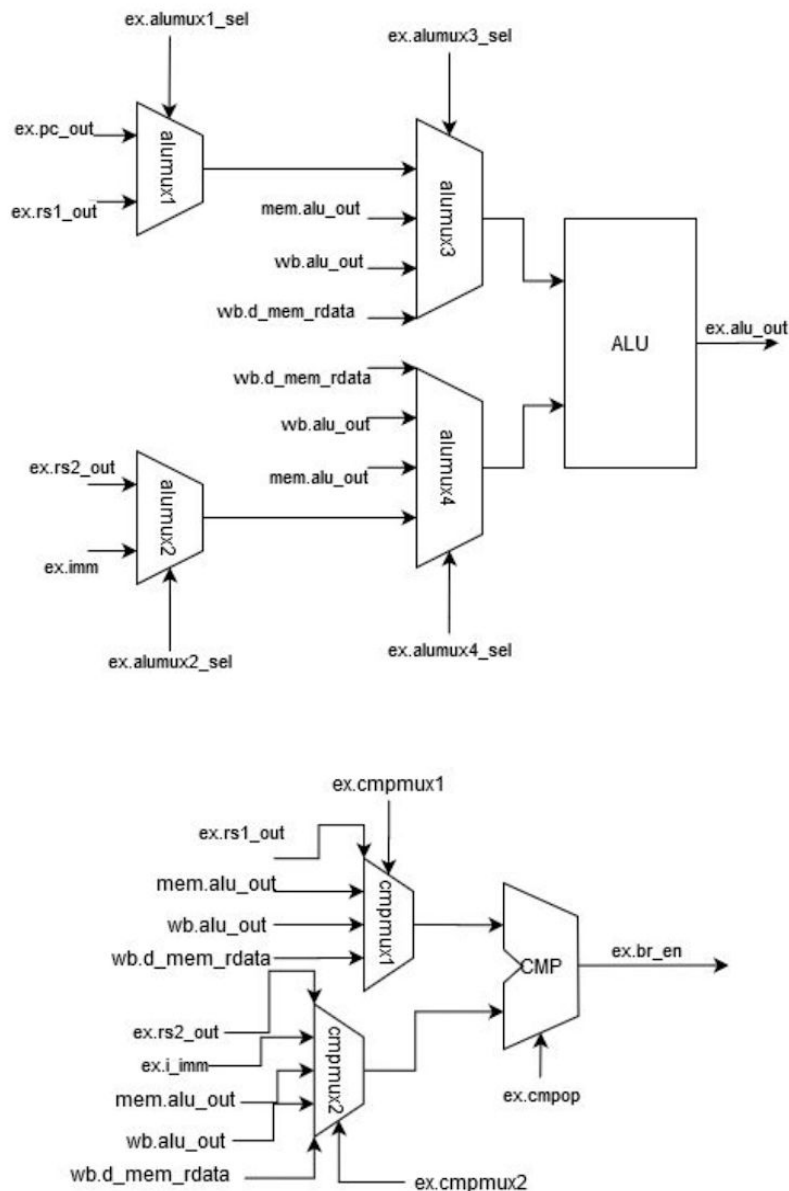 ex.alumux1_sel
ex.alumux3_sel
ex.pc_out
alumux1
ex.rs1_out
mem.alu_out
alumux3
wb.alu_out
wb.d_mem_rdata
ALU
ex.alu_out
wb.d_mem_rdata
wb.alu_out
alumux4
ex.rs2_out
mem.alu_out
alumux2
ex.imm
ex.alumux2_sel
ex.alumux4_sel
ex.cmpmux1
ex.rs1_out
mem.alu_out
cmpmux1
wb.alu_out
wb.d_mem_rdata
CMP
ex.br_en
ex.rs2_out
ex.i_imm
cmpmux2
mem.alu_out
ex.cmpop
wb.alu_out
wb.d_mem_rdata
ex.cmpmux2